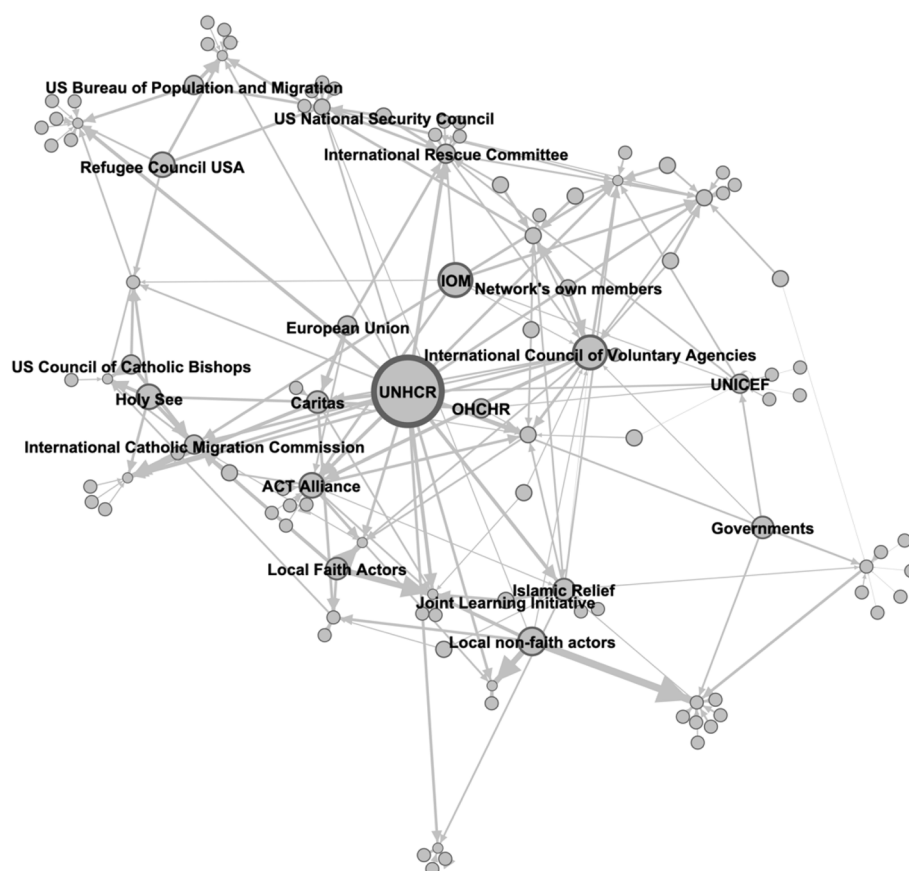 US Bureau of Population and Migration
US National Security Council
International Rescue Committee
Refugee Council USA
IOM
Network's own members
European Union
International Council of Voluntary Agencies
US Council of Catholic Bishops
UNHCR
UNICEF
Holy See
Caritas
OHCHR
International Catholic Migration Commission
ACT Alliance
Governments
Local Faith Actors
Islamic Relief
Joint Learning Initiative
Local non-faith actors